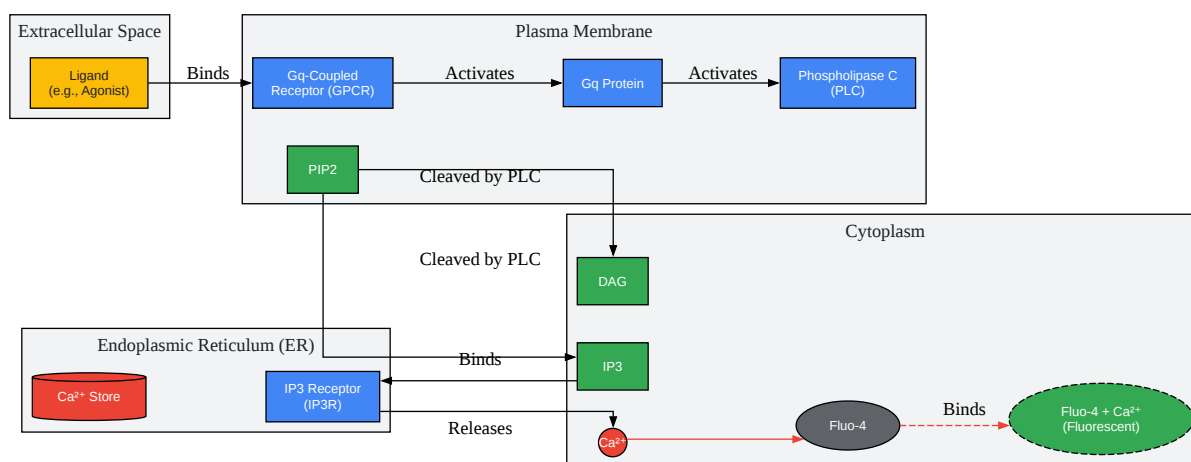 Extracellular Space
Plasma Membrane
Ligand
(e.g., Agonist)
Binds
Gq-Coupled
Receptor (GPCR)
Activates
Gq Protein
Activates
Phospholipase C
(PLC)
PIP2
Cleaved by PLC
Cytoplasm
Cleaved by PLC
DAG
Endoplasmic Reticulum (ER)
Binds
IP3
Ca²⁺ Store
IP3 Receptor
(IP3R)
Releases
Ca²⁺
Fluo-4
Binds
Fluo-4 + Ca²⁺
(Fluorescent)